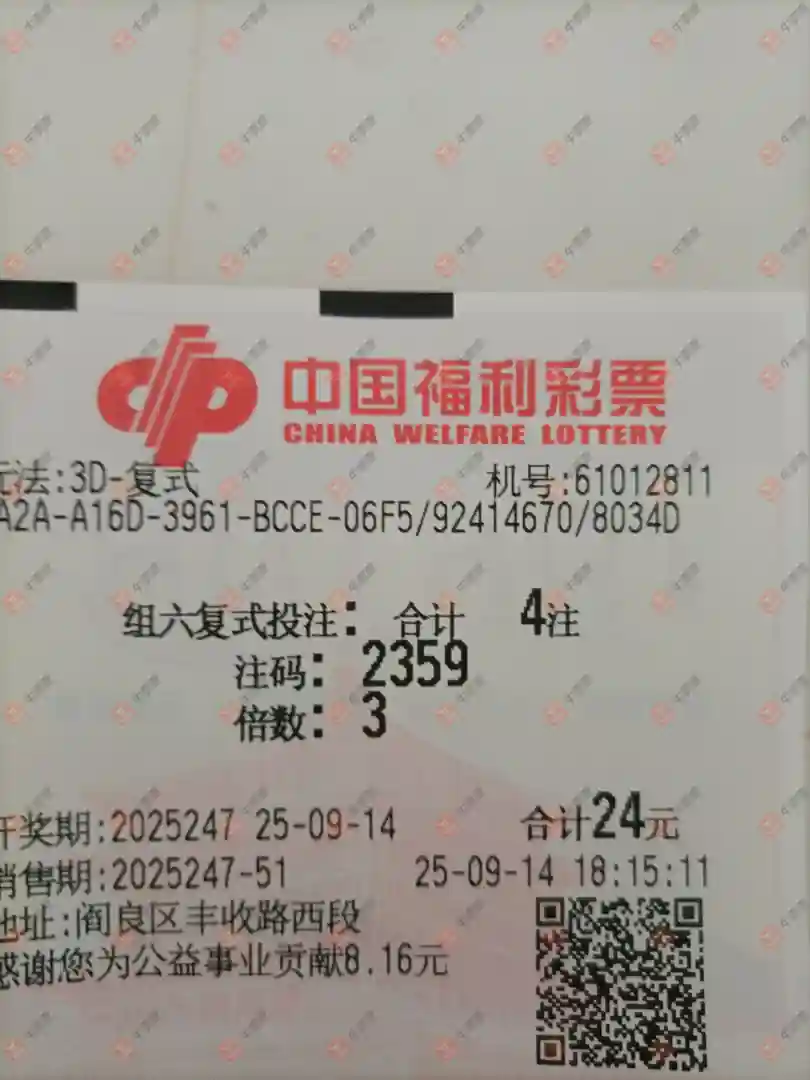 中国福利彩票
CHINA WELFARE LOTTERY
玩法:3D-复式 机号:61012811
A2A-A16D-3961-BCCE-06F5/92414670/8034D
组六复式投注: 合计 4注
注码: 2359
倍数: 3
开奖期:2025247 25-09-14 合计24元
销售期:2025247-51 25-09-14 18:15:11
地址:阎良区丰收路西段
感谢您为公益事业贡献8.16元